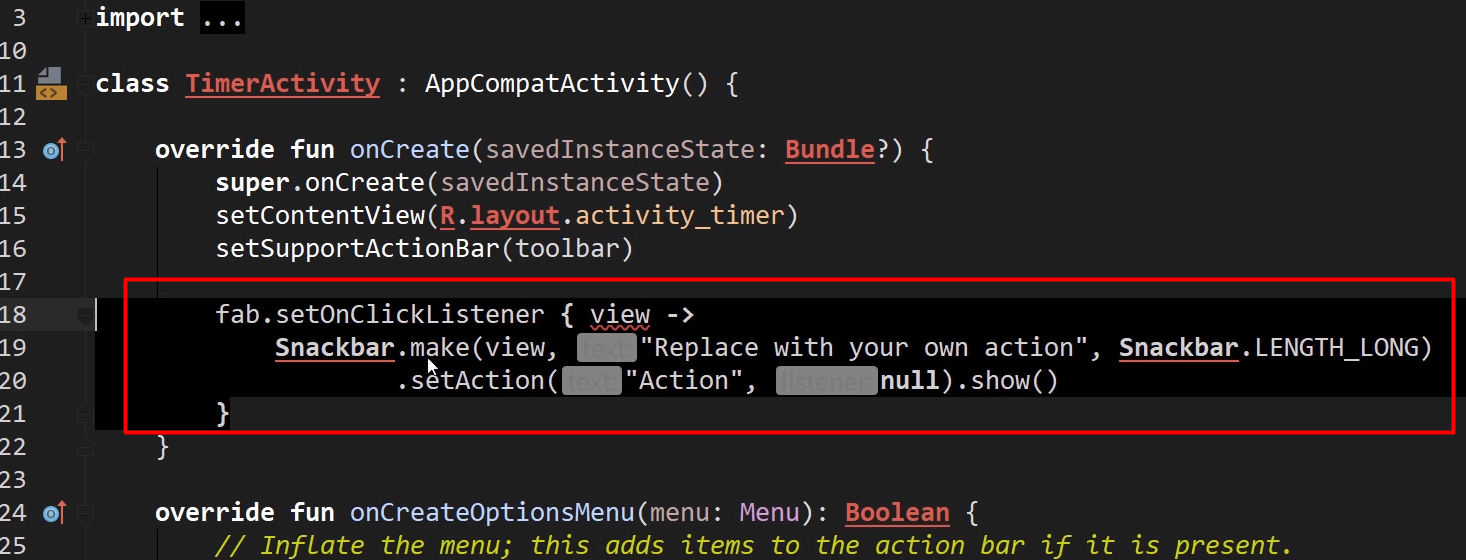 3 import ...
10
11 class TimerActivity : AppCompatActivity() {
12
13 override fun onCreate(savedInstanceState: Bundle?) {
14 super.onCreate(savedInstanceState)
15 setContentView(R.layout.activity_timer)
16 setSupportActionBar(toolbar)
17
18 fab.setOnClickListener { view ->
19 Snackbar.make(view, text: "Replace with your own action", Snackbar.LENGTH_LONG)
20 .setAction(text: "Action", listener: null).show()
21 }
22 }
23
24 override fun onCreateOptionsMenu(menu: Menu): Boolean {
25 // Inflate the menu; this adds items to the action bar if it is present.